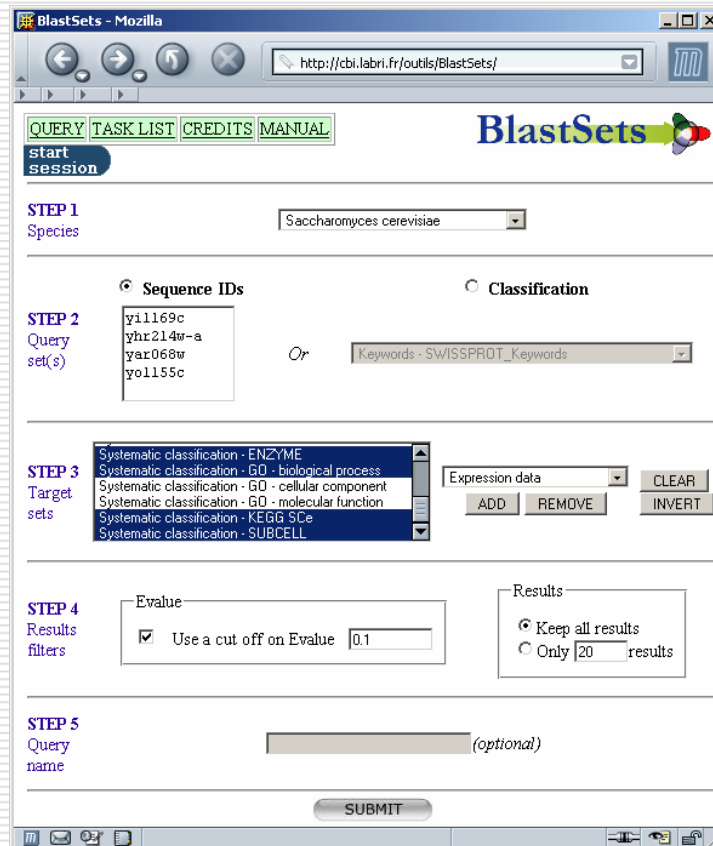 BlastSets - Mozilla
http://cbi.labri.fr/outils/BlastSets/
QUERY TASK LIST CREDITS MANUAL
BlastSets
start
session
STEP 1
Species
Saccharomyces cerevisiae
Sequence IDs
Classification
STEP 2
Query
set(s)
yil169c
yhr214w-a
yar068w
yol155c
Or
Keywords - SWISSPROT_Keywords
STEP 3
Target
sets
Systematic classification - ENZYME
Systematic classification - GO - biological process
Systematic classification - GO - cellular component
Systematic classification - GO - molecular function
Systematic classification - KEGG SCe
Systematic classification - SUBCELL
Expression data
CLEAR
ADD REMOVE INVERT
STEP 4
Results
filters
Evalue
Use a cut off on Evalue 0.1
Results
Keep all results
Only 20 results
STEP 5
Query
name
(optional)
SUBMIT